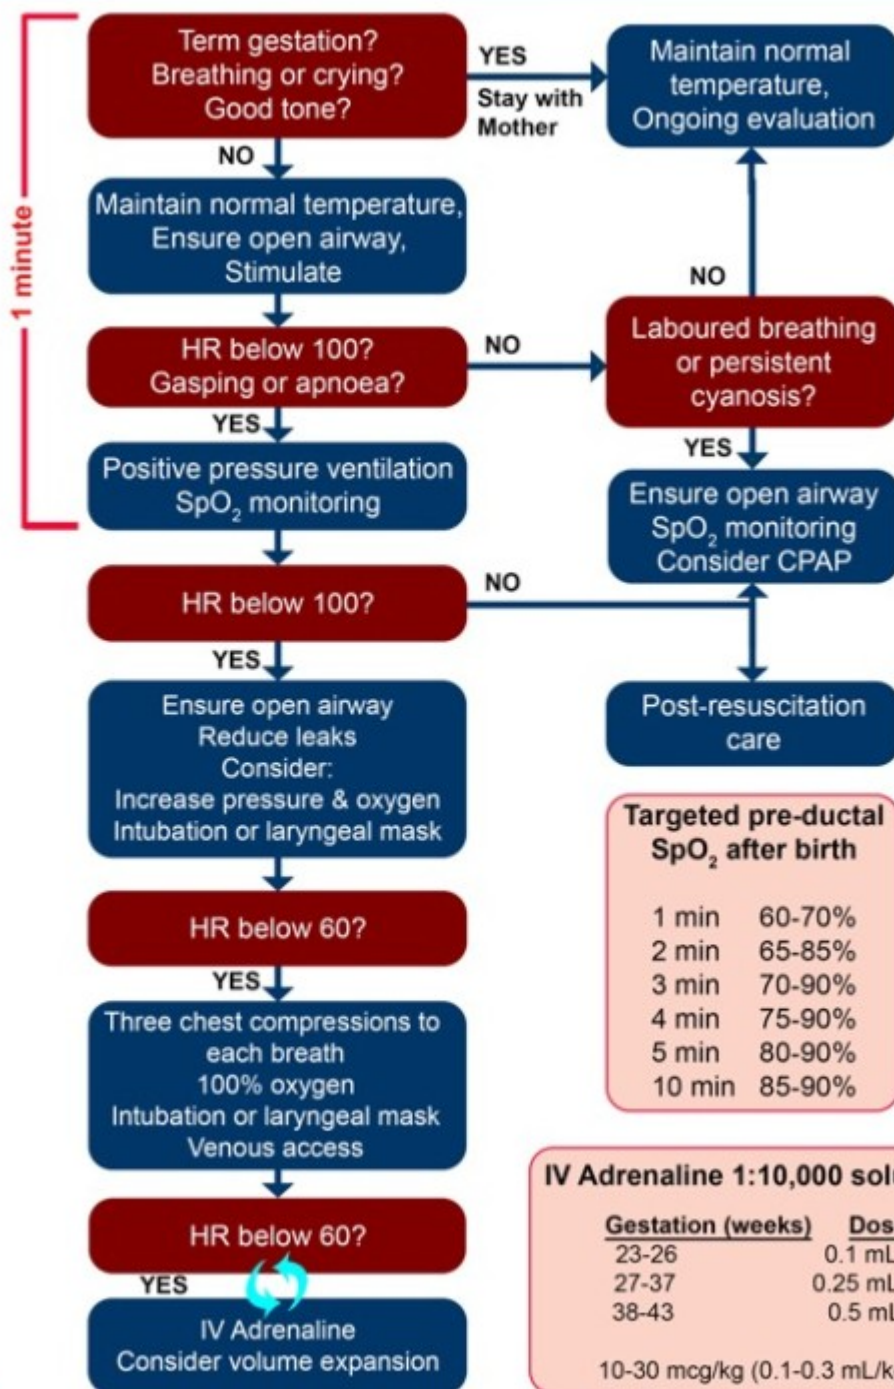 1 minute
Term gestation?
Breathing or crying?
Good tone?
YES
Stay with
Mother
Maintain normal
temperature,
Ongoing evaluation
NO
Maintain normal temperature,
Ensure open airway,
Stimulate
NO
HR below 100?
Gasping or apnoea?
NO
Laboured breathing
or persistent
cyanosis?
YES
YES
Positive pressure ventilation
SpO₂ monitoring
Ensure open airway
SpO₂ monitoring
Consider CPAP
HR below 100?
NO
YES
Ensure open airway
Reduce leaks
Consider:
Increase pressure & oxygen
Intubation or laryngeal mask
Post-resuscitation
care
HR below 60?
YES
Three chest compressions to
each breath
100% oxygen
Intubation or laryngeal mask
Venous access
HR below 60?
YES
IV Adrenaline
Consider volume expansion
Targeted pre-ductal
SpO₂ after birth
1 min 60-70%
2 min 65-85%
3 min 70-90%
4 min 75-90%
5 min 80-90%
10 min 85-90%
IV Adrenaline 1:10,000
Gestation (weeks)
23-26 0.1 mL
27-37 0.25 mL
38-43 0.5 mL
10-30 mcg/kg (0.1-0.3